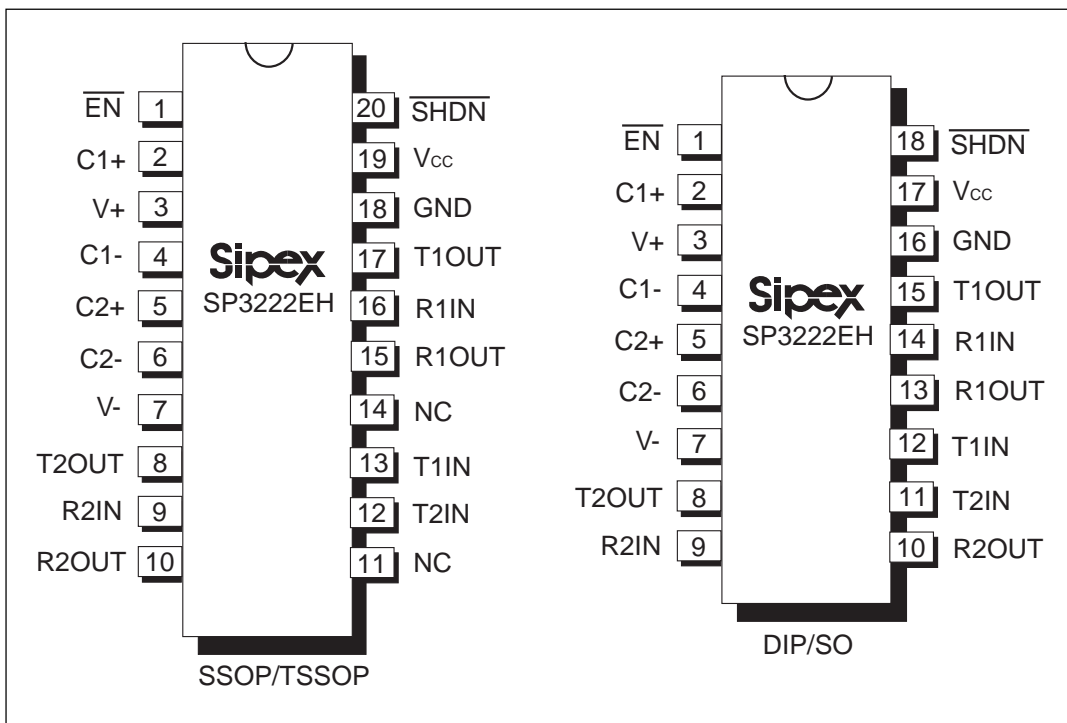 E̅N̅ 1
C1+ 2
V+ 3
C1- 4
C2+ 5
C2- 6
V- 7
T2OUT 8
R2IN 9
R2OUT 10
Sipex
SP3222EH
20 S̅H̅D̅N̅
19 Vcc
18 GND
17 T1OUT
16 R1IN
15 R1OUT
14 NC
13 T1IN
12 T2IN
11 NC
SSOP/TSSOP
E̅N̅ 1
C1+ 2
V+ 3
C1- 4
C2+ 5
C2- 6
V- 7
T2OUT 8
R2IN 9
Sipex
SP3222EH
18 S̅H̅D̅N̅
17 Vcc
16 GND
15 T1OUT
14 R1IN
13 R1OUT
12 T1IN
11 T2IN
10 R2OUT
DIP/SO